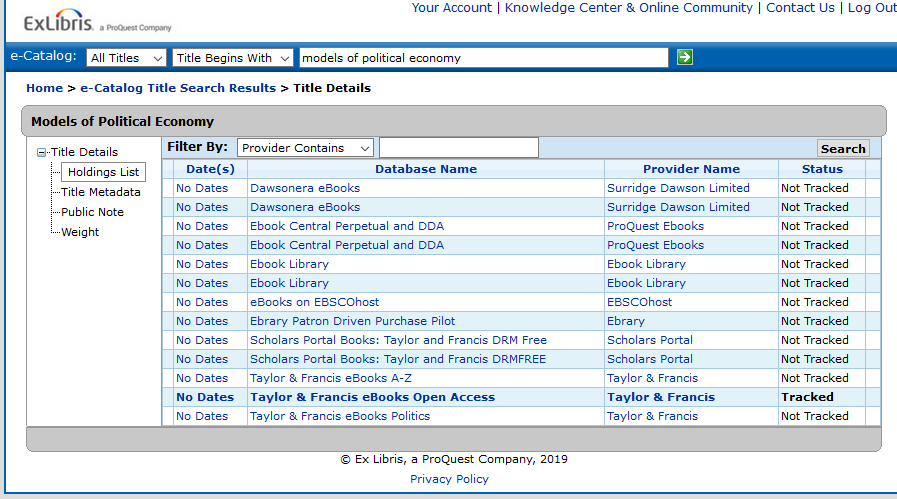 Your Account | Knowledge Center & Online Community | Contact Us | Log Out
ExLibris. a ProQuest Company
e-Catalog: All Titles Title Begins With models of political economy
Home > e-Catalog Title Search Results > Title Details
Models of Political Economy
Title Details
Holdings List
Title Metadata
Public Note
Weight
Filter By: Provider Contains Search
Date(s) Database Name Provider Name Status
No Dates Dawsonera eBooks Surridge Dawson Limited Not Tracked
No Dates Dawsonera eBooks Surridge Dawson Limited Not Tracked
No Dates Ebook Central Perpetual and DDA ProQuest Ebooks Not Tracked
No Dates Ebook Central Perpetual and DDA ProQuest Ebooks Not Tracked
No Dates Ebook Library Ebook Library Not Tracked
No Dates Ebook Library Ebook Library Not Tracked
No Dates eBooks on EBSCOhost EBSCOhost Not Tracked
No Dates Ebrary Patron Driven Purchase Pilot Ebrary Not Tracked
No Dates Scholars Portal Books: Taylor and Francis DRM Free Scholars Portal Not Tracked
No Dates Scholars Portal Books: Taylor and Francis DRMFREE Scholars Portal Not Tracked
No Dates Taylor & Francis eBooks A-Z Taylor & Francis Not Tracked
No Dates Taylor & Francis eBooks Open Access Taylor & Francis Tracked
No Dates Taylor & Francis eBooks Politics Taylor & Francis Not Tracked
© Ex Libris, a ProQuest Company, 2019
Privacy Policy